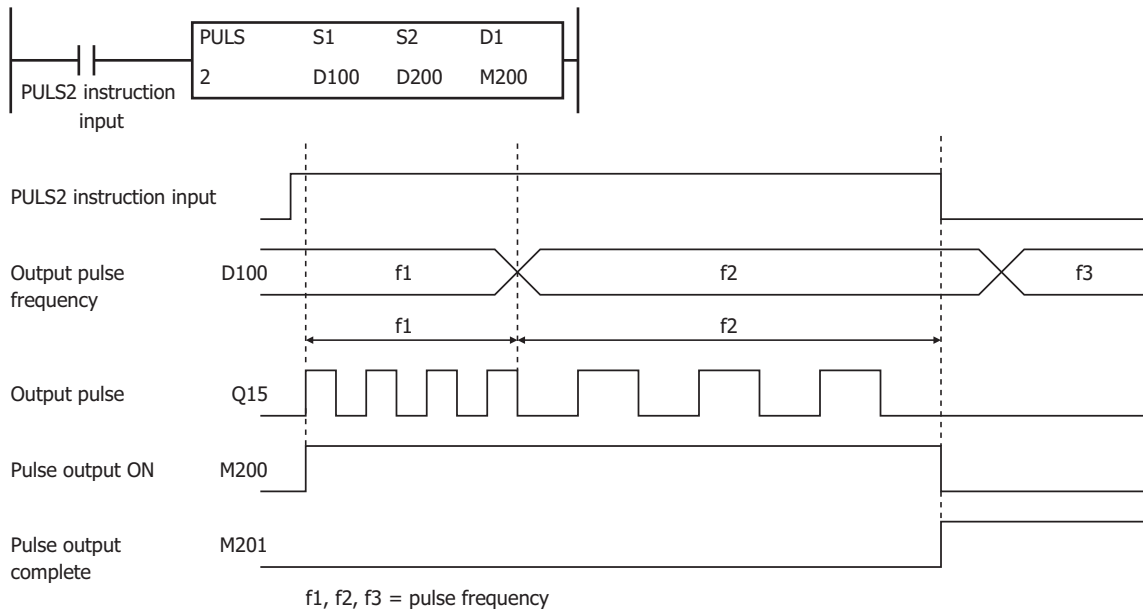 PULS S1 S2 D1
2 D100 D200 M200
PULS2 instruction
input
PULS2 instruction input
Output pulse
frequency
D100
f1
f2
f3
f1
f2
Output pulse Q15
Pulse output ON M200
Pulse output
complete
M201
f1, f2, f3 = pulse frequency